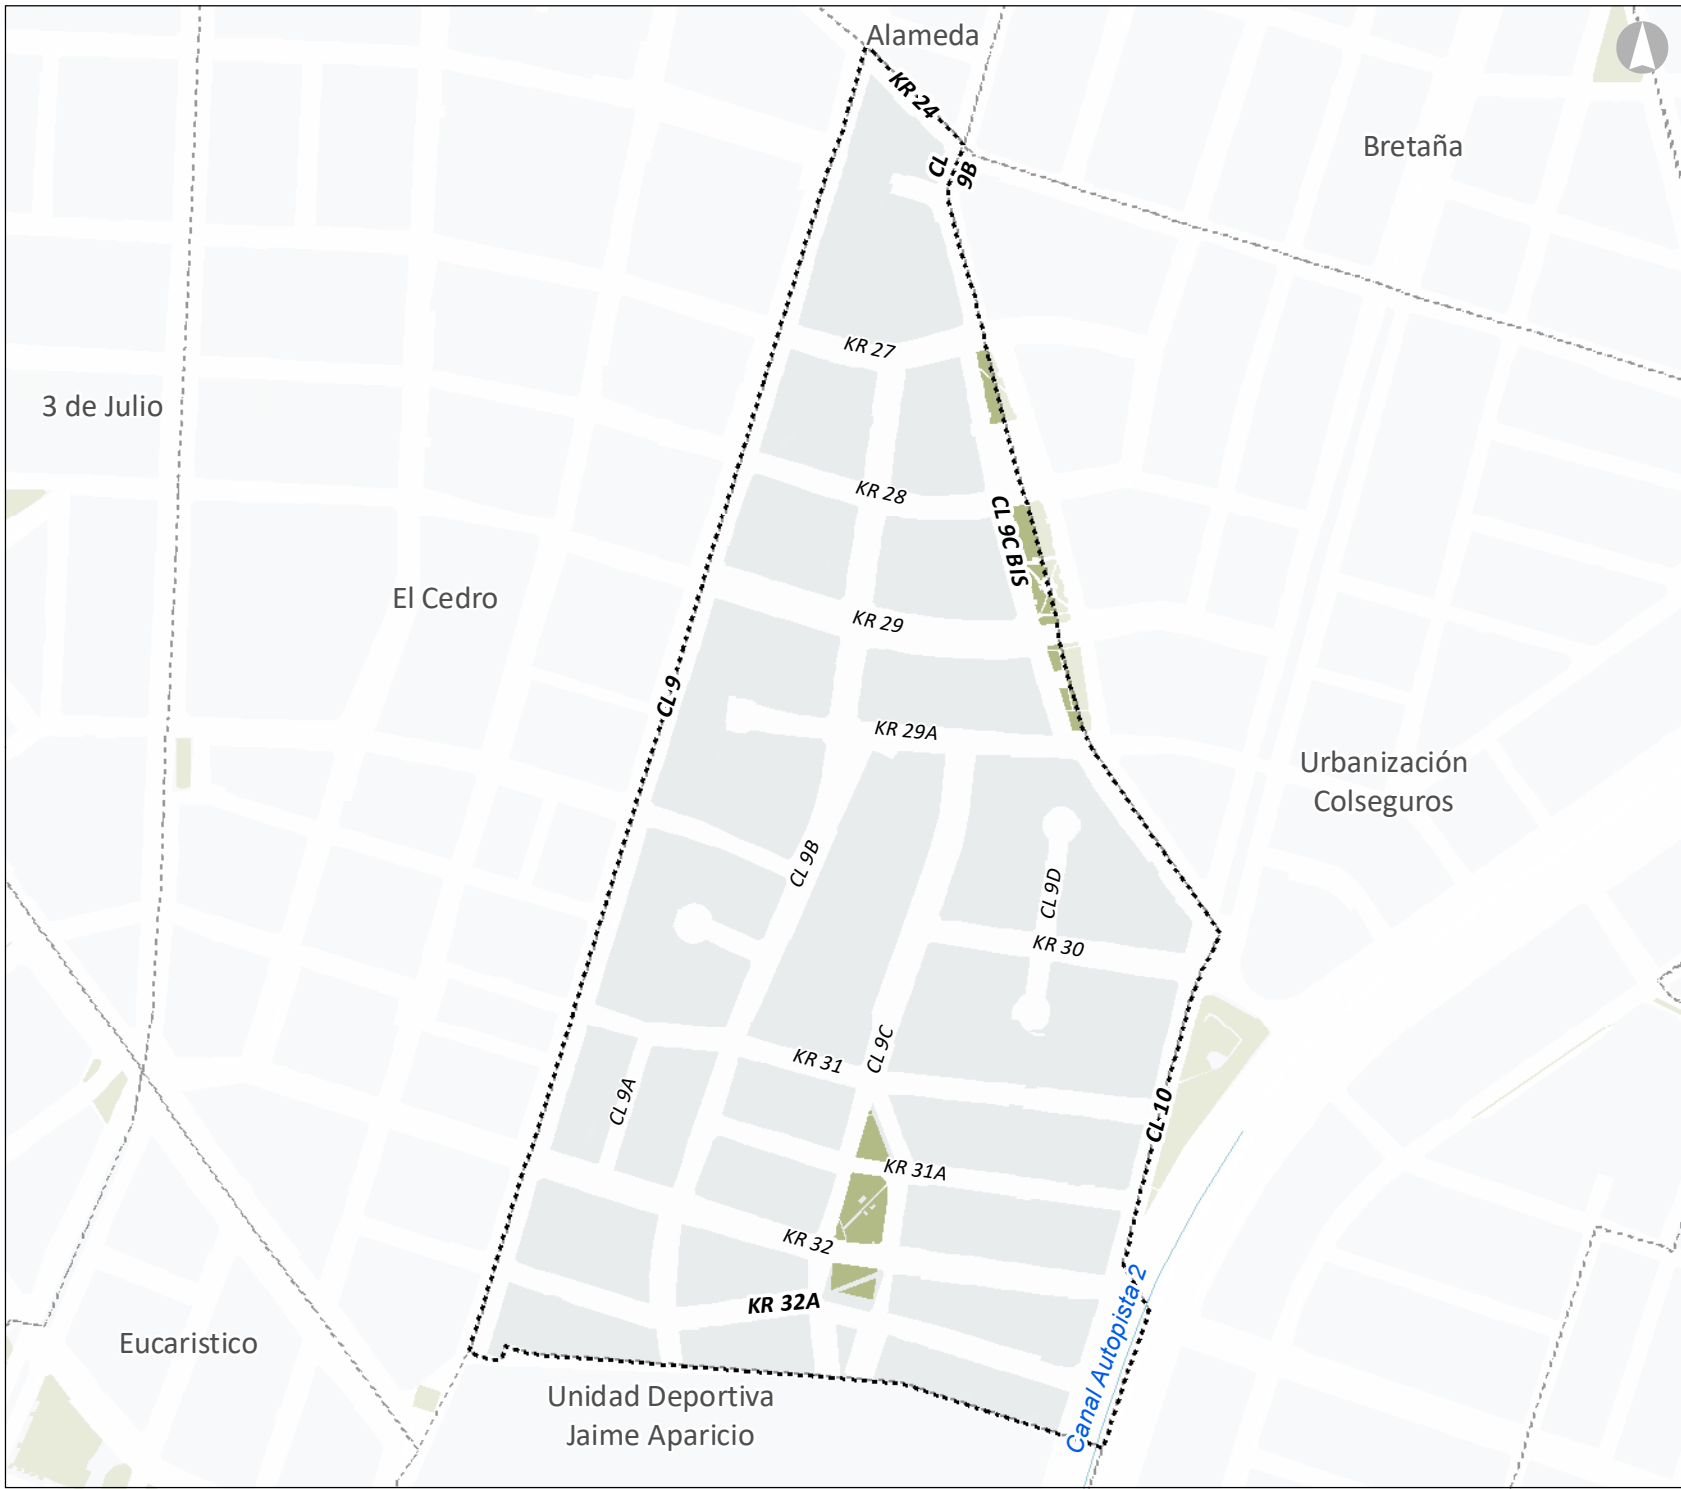 Alameda
KR 24
Bretaña
CL
9B
KR 27
3 de Julio
KR 28
CL 9C BIS
El Cedro
KR 29
CL 9
KR 29A
Urbanización
Colseguros
CL 9B
CL 9D
KR 30
CL 9C
KR 31
CL 9A
CL 10
KR 31A
KR 32
KR 32A
Canal Autopista 2
Eucaristico
Unidad Deportiva
Jaime Aparicio